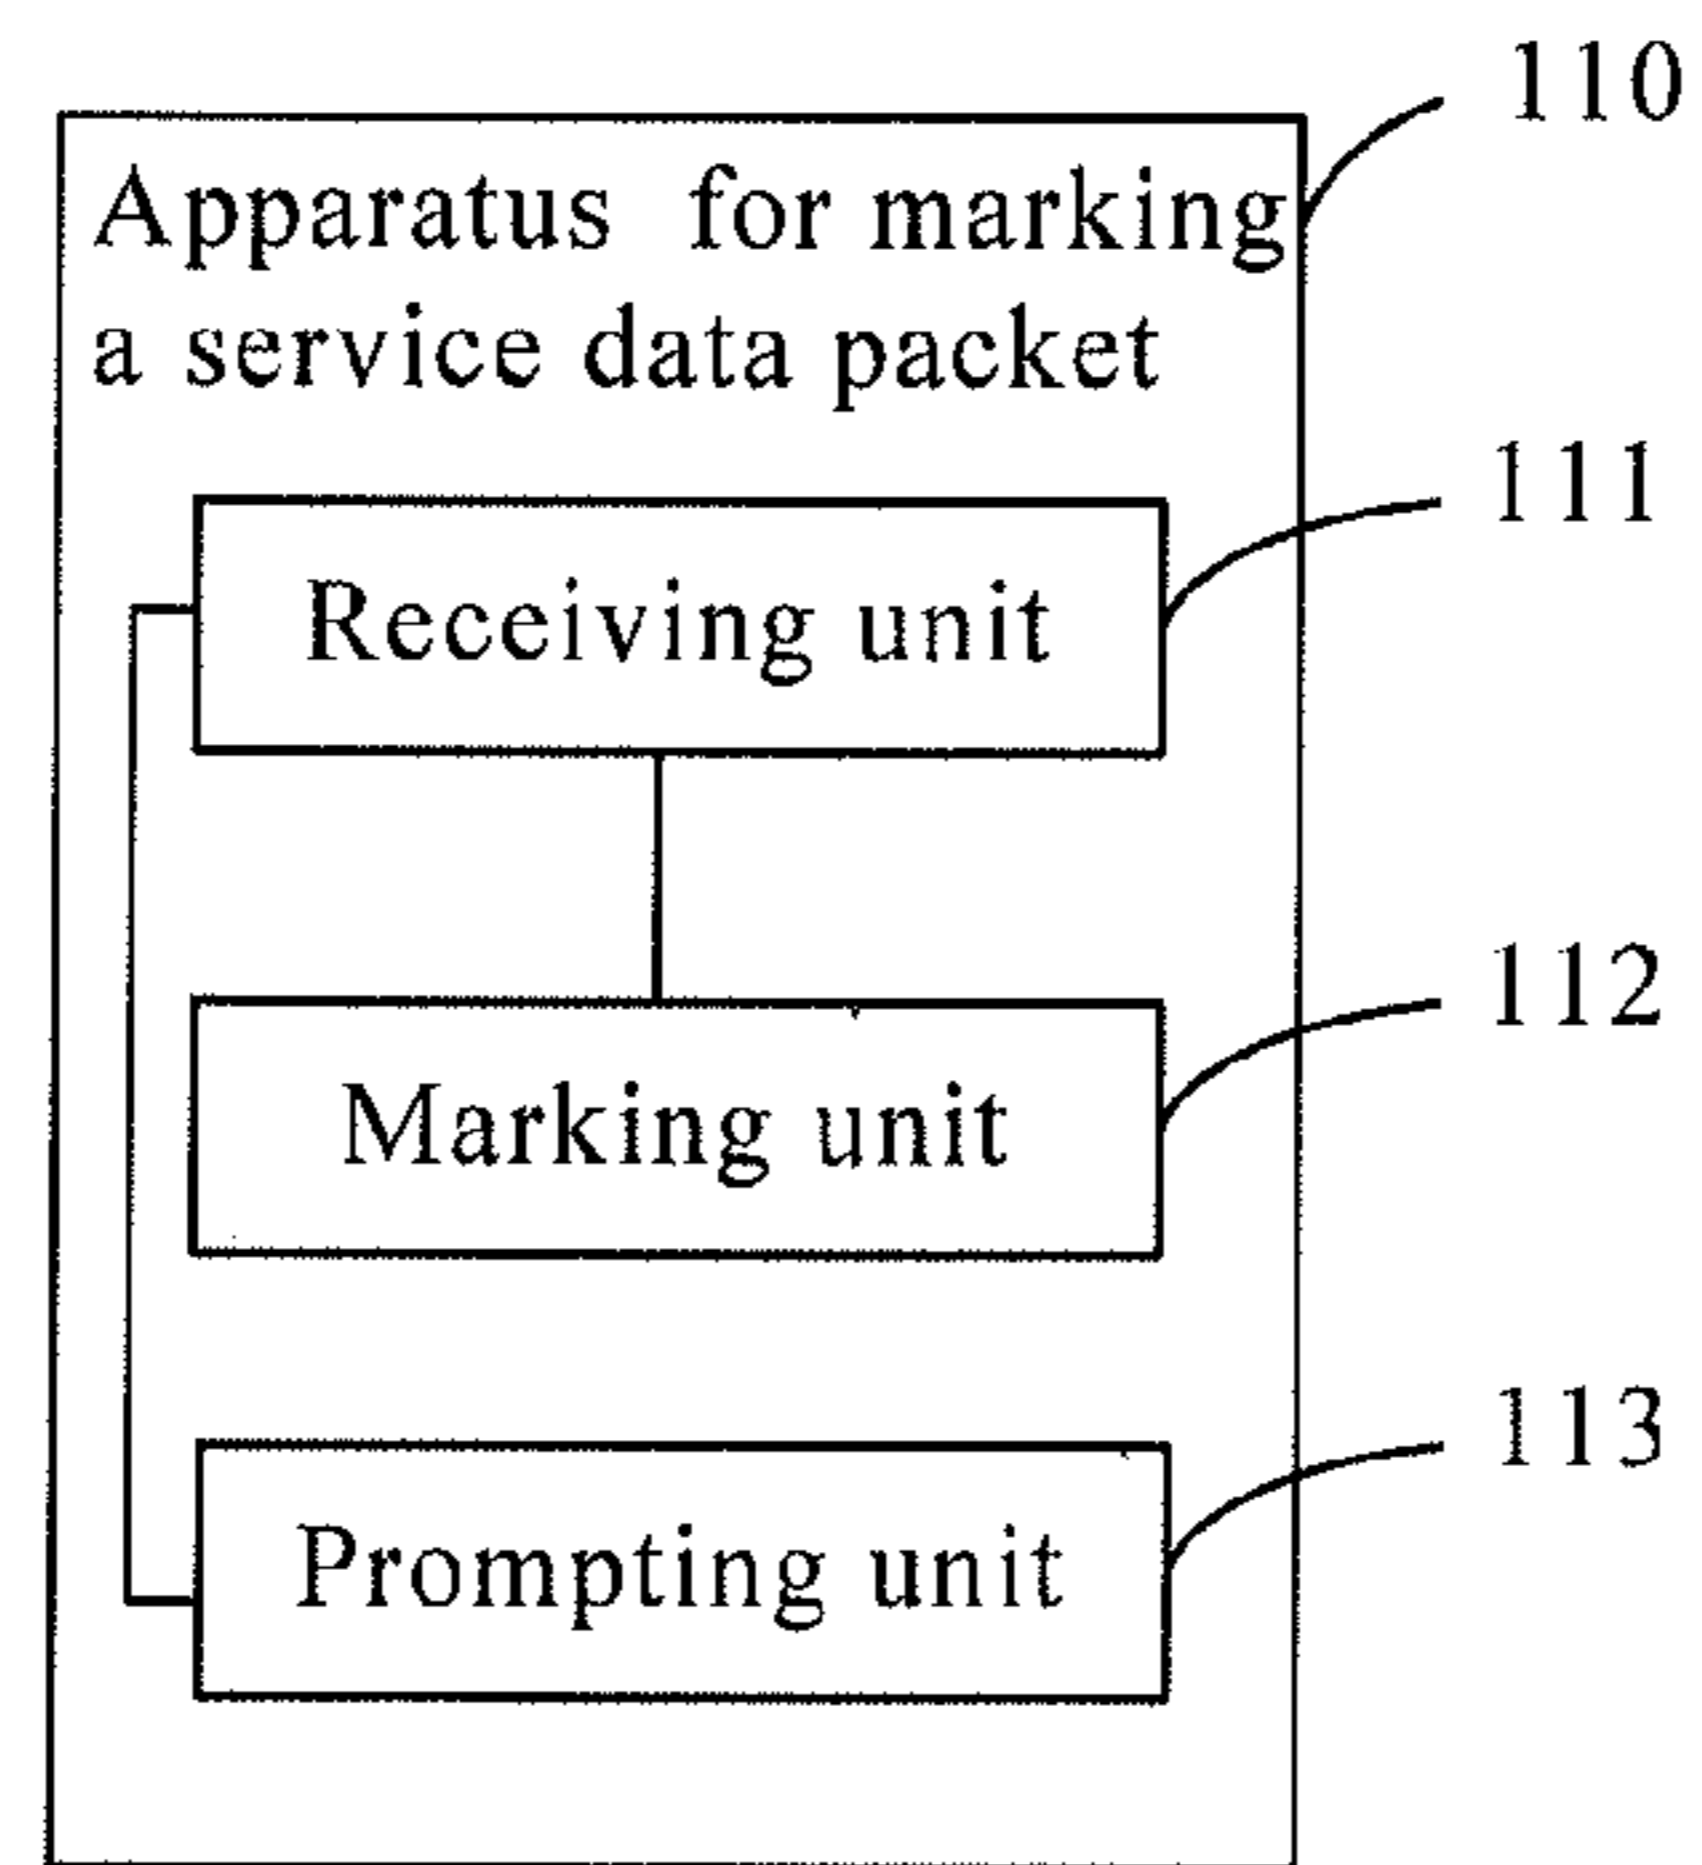 110
Apparatus for marking
a service data packet
111
Receiving unit
112
Marking unit
113
Prompting unit